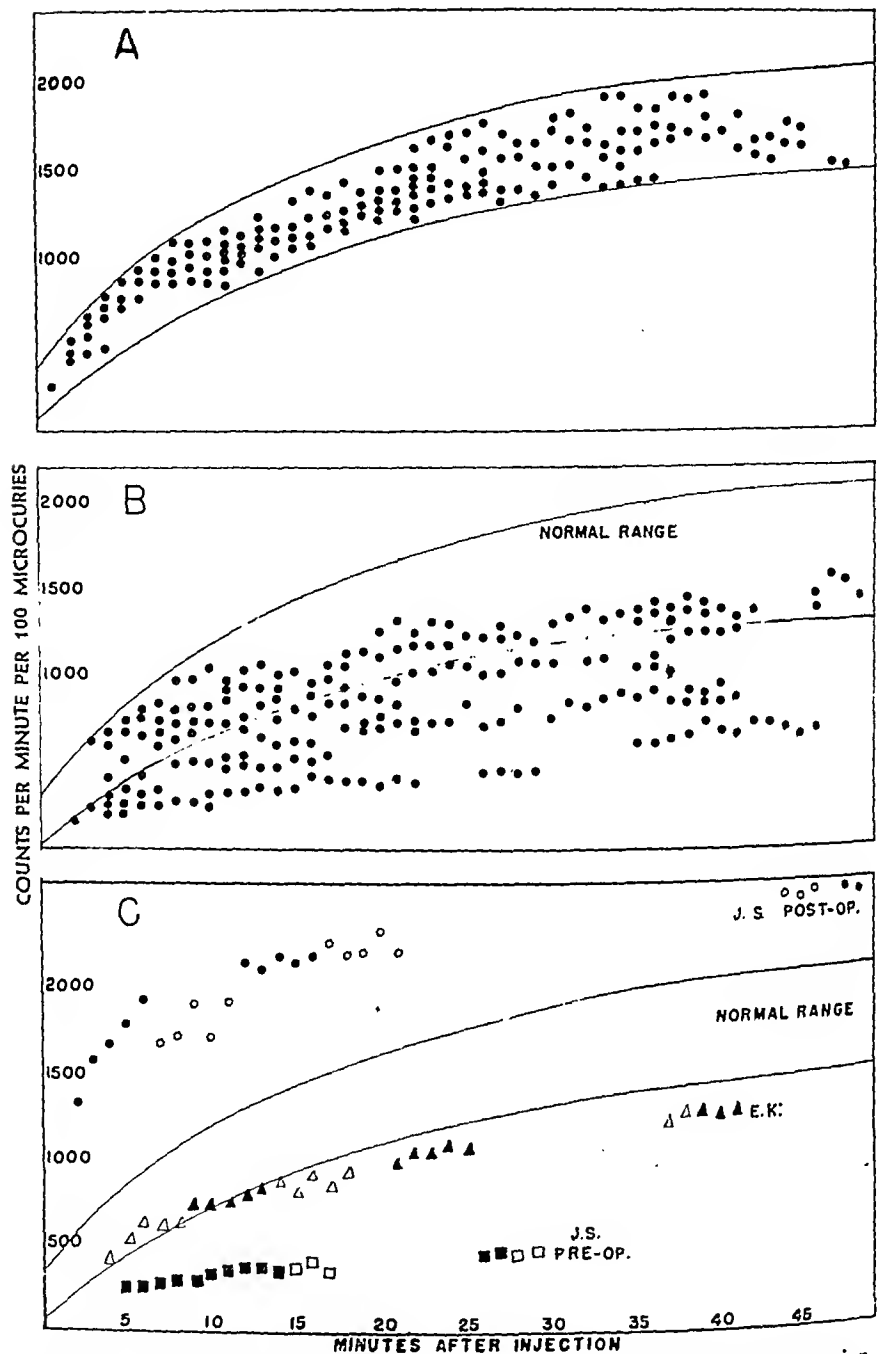 A
2000
1500
1000
COUNTS PER MINUTE PER 100 MICROCURIES
B
2000
NORMAL RANGE
1500
1000
C
J.S. POST-OP.
2000
NORMAL RANGE
1500
E.K.
1000
500
J.S.
PRE-OP.
5 10 15 20 25 30 35 40 45
MINUTES AFTER INJECTION